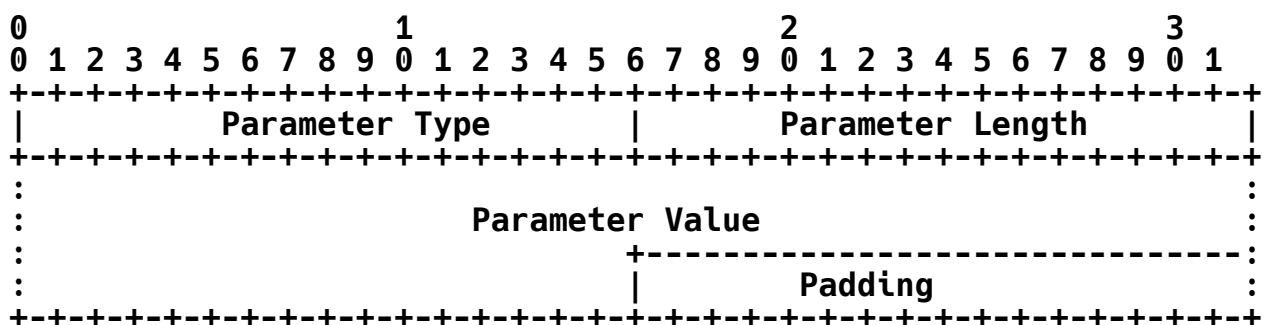 0                   1                   2                   3
0 1 2 3 4 5 6 7 8 9 0 1 2 3 4 5 6 7 8 9 0 1 2 3 4 5 6 7 8 9 0 1
+-+-+-+-+-+-+-+-+-+-+-+-+-+-+-+-+-+-+-+-+-+-+-+-+-+-+-+-+-+-+-+-+
|          Parameter Type       |       Parameter Length        |
+-+-+-+-+-+-+-+-+-+-+-+-+-+-+-+-+-+-+-+-+-+-+-+-+-+-+-+-+-+-+-+-+
:                                                               :
:                       Parameter Value                         :
:                                +------------------------------:
:                               |        Padding                :
+-+-+-+-+-+-+-+-+-+-+-+-+-+-+-+-+-+-+-+-+-+-+-+-+-+-+-+-+-+-+-+-+